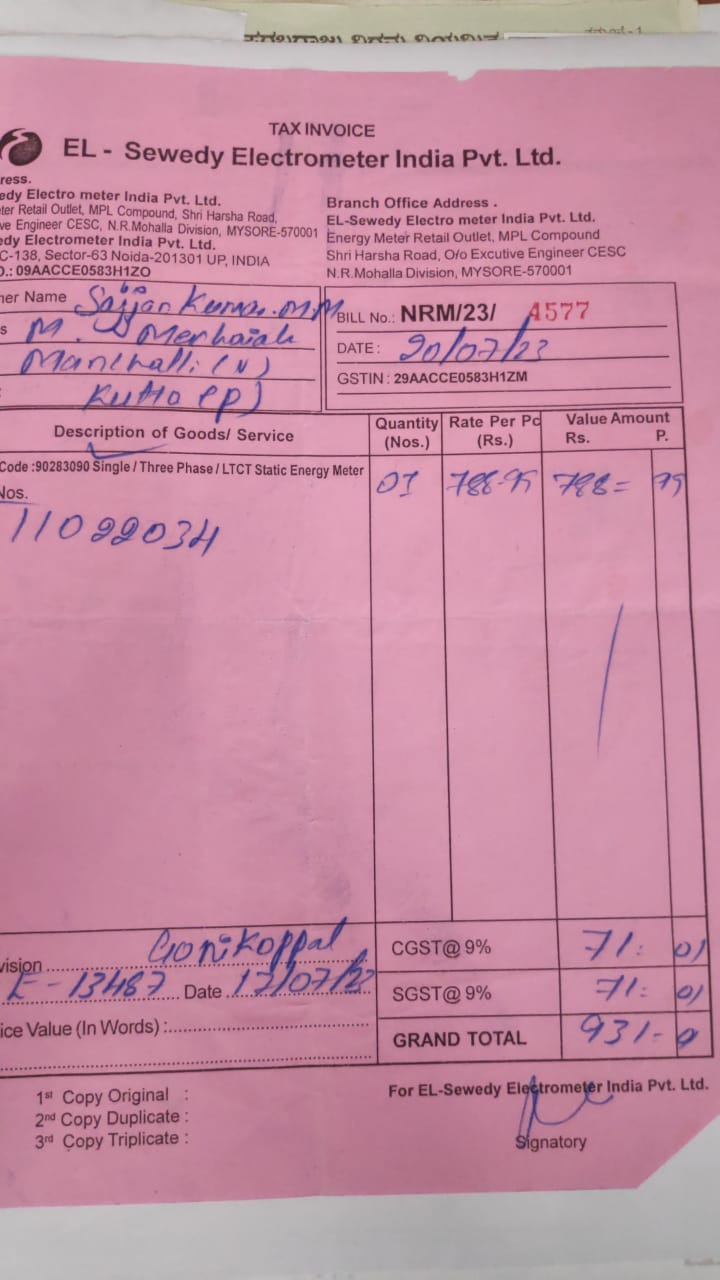 TAX INVOICE
EL - Sewedy Electrometer India Pvt. Ltd.
ress.
edy Electro meter India Pvt. Ltd.
ter Retail Outlet, MPL Compound, Shri Harsha Road,
ve Engineer CESC, N.R.Mohalla Division, MYSORE-570001
edy Electrometer India Pvt. Ltd.
C-138, Sector-63 Noida-201301 UP, INDIA
O.: 09AACCE0583H1ZO
Branch Office Address .
EL-Sewedy Electro meter India Pvt. Ltd.
Energy Meter Retail Outlet, MPL Compound
Shri Harsha Road, O/o Excutive Engineer CESC
N.R.Mohalla Division, MYSORE-570001
mer Name Sajjan Kumar.M.M
s M.
(V)
Kutta (P)
BILL No.: NRM/23/ 4577
DATE : 20/07/23
GSTIN : 29AACCE0583H1ZM
Description of Goods/ Service
Quantity (Nos.)
Rate Per Pc (Rs.)
Value Amount
Rs. P.
Code :90283090 Single / Three Phase / LTCT Static Energy Meter
Nos.
01 788-99 788= 99
11022034
vision Gonikoppal
E-13487 Date 17/07/23
ice Value (In Words) :
CGST@ 9% 71: 01
SGST@ 9% 71: 01
GRAND TOTAL 931-
1st Copy Original :
2nd Copy Duplicate :
3rd Copy Triplicate :
For EL-Sewedy Electrometer India Pvt. Ltd.
Signatory